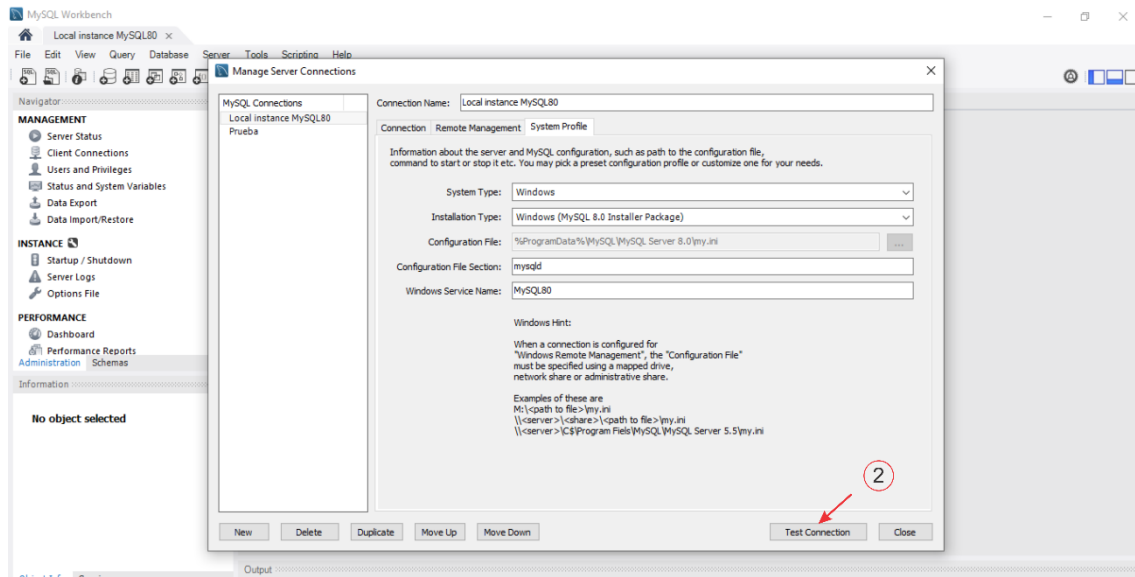 MySQL Workbench
Local instance MySQL80 ×
File Edit View Query Database Server Tools Scripting Help
Manage Server Connections
Navigator
MANAGEMENT
Server Status
Client Connections
Users and Privileges
Status and System Variables
Data Export
Data Import/Restore
INSTANCE
Startup / Shutdown
Server Logs
Options File
PERFORMANCE
Dashboard
Performance Reports
Administration Schemas
Information
No object selected
MySQL Connections
Local instance MySQL80
Prueba
Connection Name: Local instance MySQL80
Connection Remote Management System Profile
Information about the server and MySQL configuration, such as path to the configuration file,
command to start or stop it etc. You may pick a preset configuration profile or customize one for your needs.
System Type: Windows
Installation Type: Windows (MySQL 8.0 Installer Package)
Configuration File: %ProgramData%\MySQL\MySQL Server 8.0\my.ini ...
Configuration File Section: mysqld
Windows Service Name: MySQL80
Windows Hint:
When a connection is configured for
"Windows Remote Management", the "Configuration File"
must be specified using a mapped drive,
network share or administrative share.
Examples of these are
M:\<path to file>\my.ini
\\<server>\<share>\<path to file>\my.ini
\\<server>\C$\Program Fiels\MySQL\MySQL Server 5.5\my.ini
2
New Delete Duplicate Move Up Move Down Test Connection Close
Output